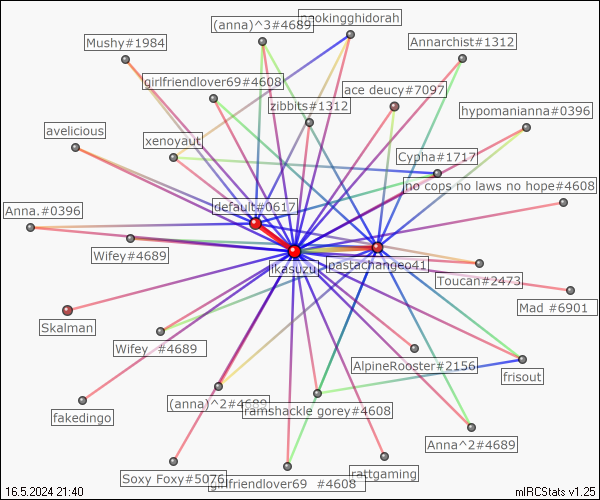 (anna)^3#4689
naokingghidorah
Mushy#1984
Annarchist#1312
girlfriendlover69#4608
ace deucy#7097
zibbits#1312
hypomanianna#0396
avelicious
xenoyaut
Cypha#1717
no cops no laws no hope#4608
Anna.#0396
default#0617
Wifey#4689
ikasuzu
pastachangeo41
Toucan#2473
Mad #6901
Skalman
Wifey #4689
AlpineRooster#2156
frisout
fakedingo
(anna)^2#4689
ramshackle gorey#4608
Anna^2#4689
Soxy Foxy#5076
girlfriendlover69 #4608
rattgaming
16.5.2024 21:40
mIRCStats v1.25